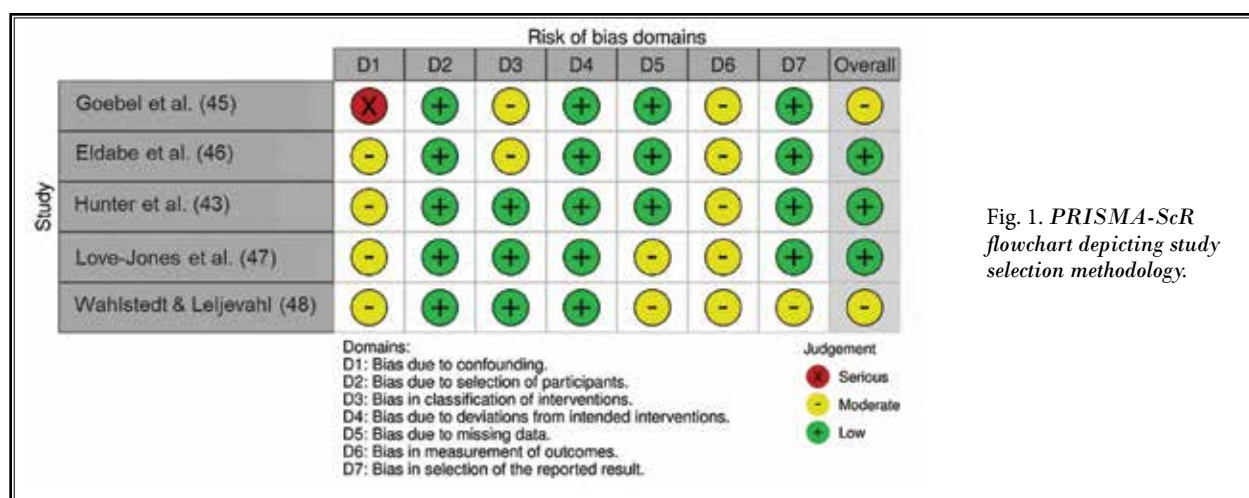 Risk of bias domains
D1 D2 D3 D4 D5 D6 D7 Overall
Study
Goebel et al. (45) X + - + + - + -
Eldabe et al. (46) - + - + + - + +
Hunter et al. (43) - + + + + - + +
Love-Jones et al. (47) - + + + - - + +
Wahlstedt & Leljevahl (48) - + + + - - - -
Domains:
D1: Bias due to confounding.
D2: Bias due to selection of participants.
D3: Bias in classification of interventions.
D4: Bias due to deviations from intended interventions.
D5: Bias due to missing data.
D6: Bias in measurement of outcomes.
D7: Bias in selection of the reported result.
Judgement
X Serious
- Moderate
+ Low
Fig. 1. PRISMA-ScR
flowchart depicting study
selection methodology.